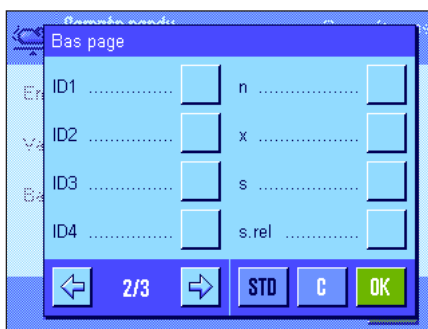 Bas page
ID1 ............... n ..................
ID2 ............... x ..................
ID3 ............... s ..................
ID4 ............... s.rel .............
2/3 STD C OK